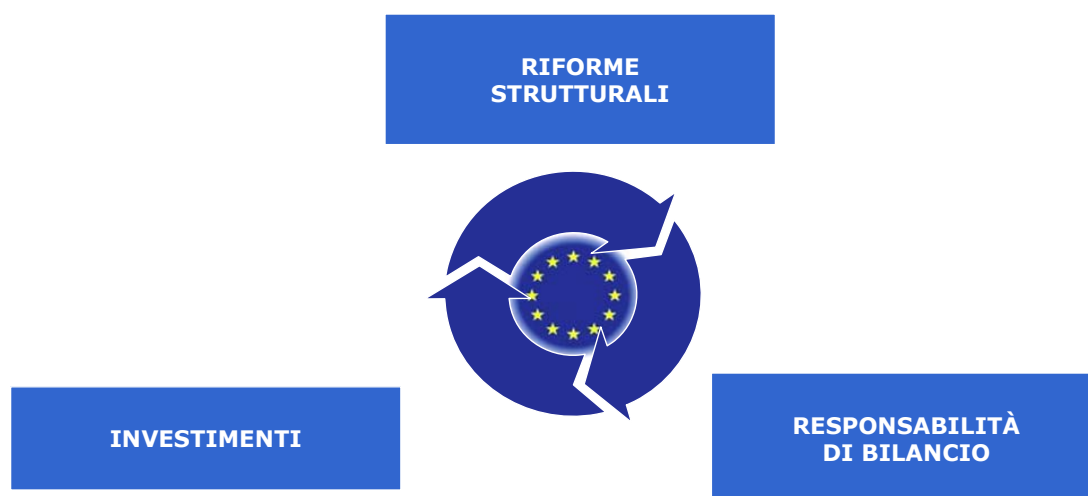 RIFORME
STRUTTURALI
INVESTIMENTI
RESPONSABILITÀ
DI BILANCIO